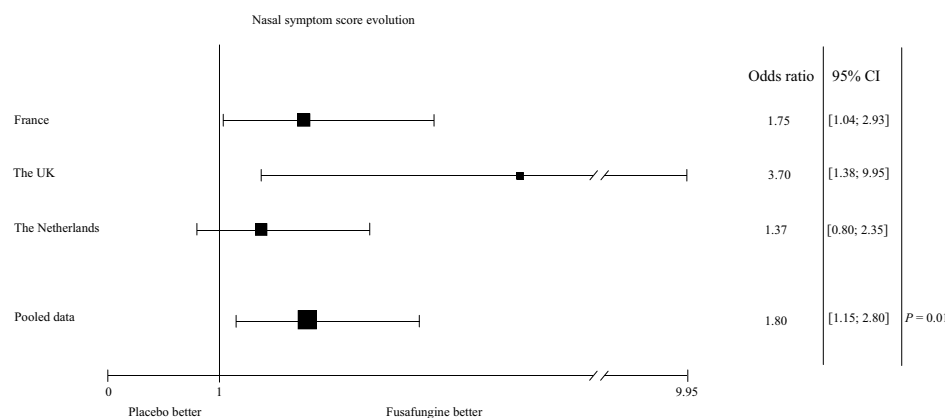 Nasal symptom score evolution
Odds ratio 95% CI
France 1.75 [1.04; 2.93]
The UK 3.70 [1.38; 9.95]
The Netherlands 1.37 [0.80; 2.35]
Pooled data 1.80 [1.15; 2.80] P = 0.01
0 1 9.95
Placebo better Fusafungine better